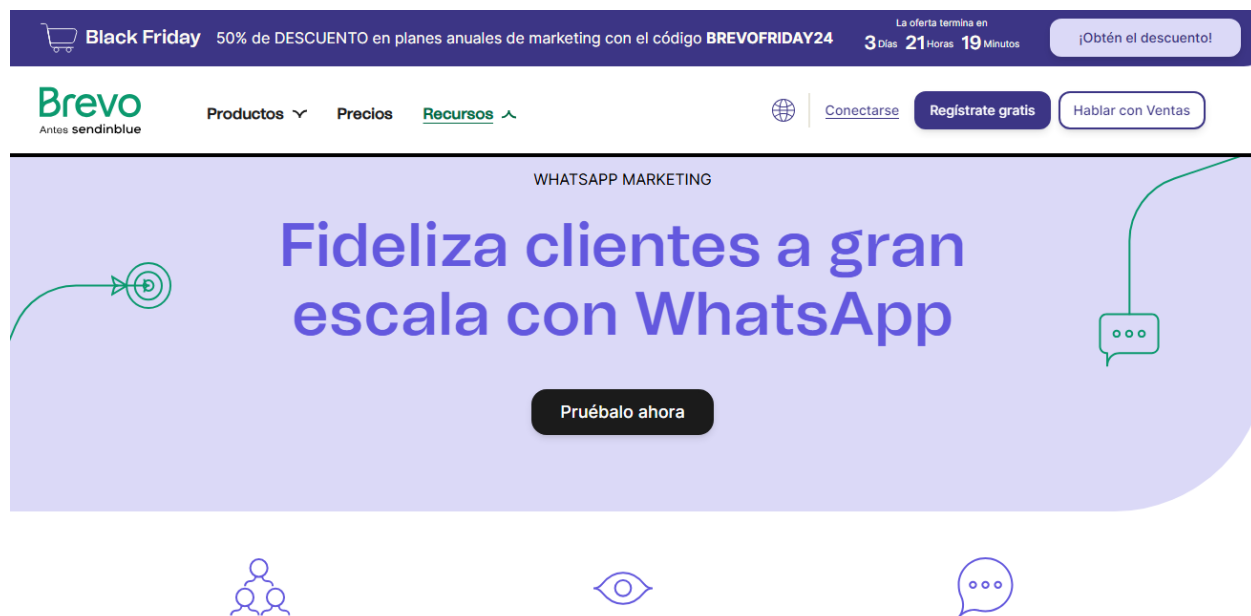 La oferta termina en
Black Friday 50% de DESCUENTO en planes anuales de marketing con el código BREVOFRIDAY24
3 Días 21 Horas 19 Minutos
¡Obtén el descuento!
Brevo
Antes sendinblue
Productos
Precios
Recursos
Conectarse
Regístrate gratis
Hablar con Ventas
WHATSAPP MARKETING
Fideliza clientes a gran
escala con WhatsApp
Pruébalo ahora